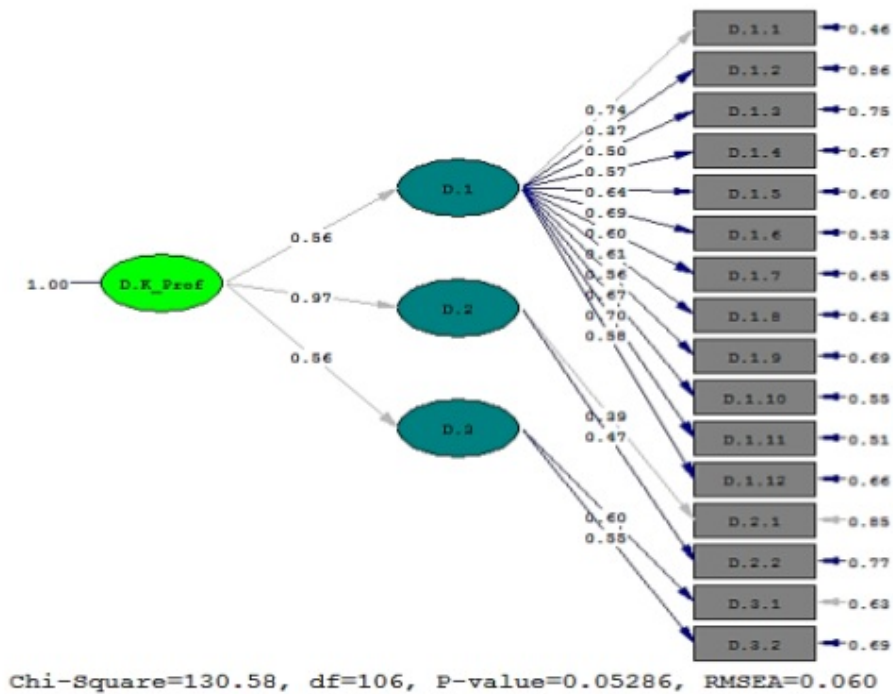 D.1.1
0.46
D.1.2
0.86
D.1.3
0.75
D.1.4
0.67
D.1.5
0.60
D.1.6
0.53
D.1.7
0.65
D.1.8
0.63
D.1.9
0.69
D.1.10
0.55
D.1.11
0.51
D.1.12
0.66
D.2.1
0.85
D.2.2
0.77
D.3.1
0.63
D.3.2
0.69
0.74
0.37
0.50
0.57
0.64
0.69
0.60
0.61
0.56
0.67
0.70
0.58
D.1
D.2
D.3
0.56
0.97
0.56
1.00
D.K_Prof
0.39
0.47
0.60
0.55
Chi-Square=130.58, df=106, P-value=0.05286, RMSEA=0.060